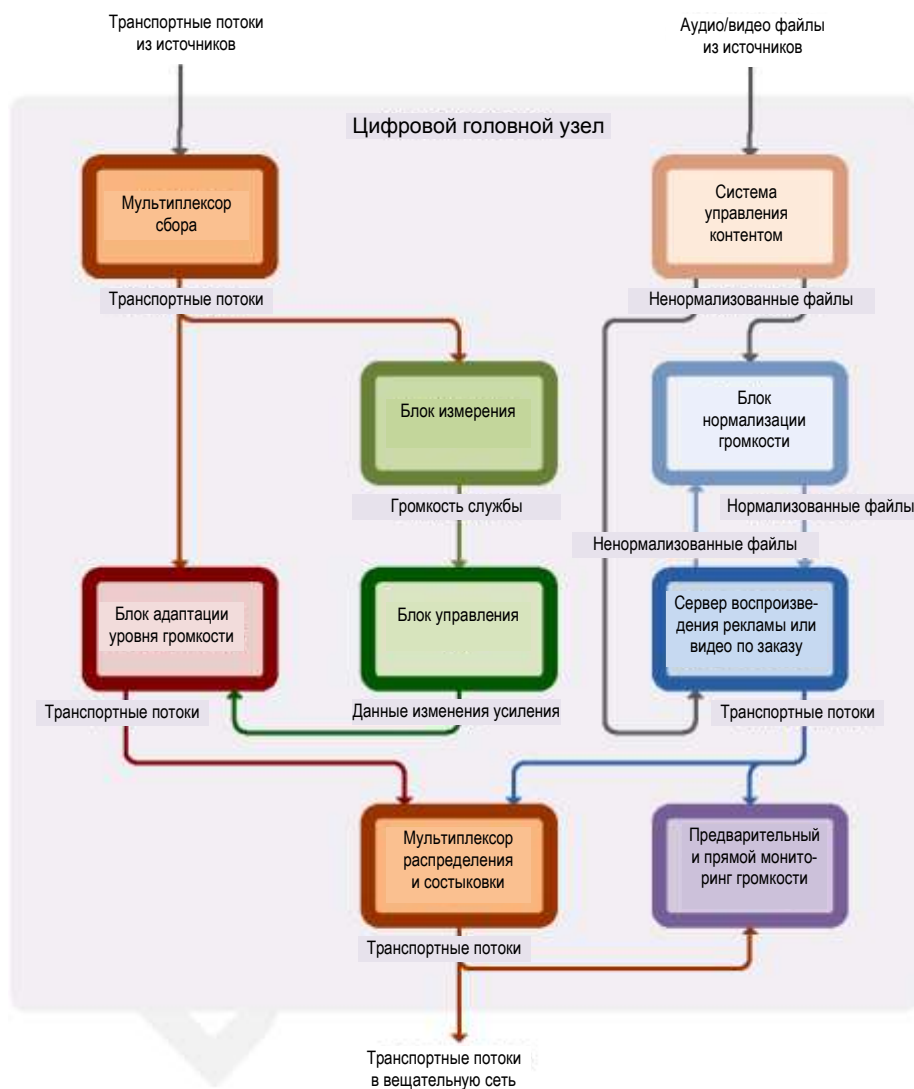 Транспортные потоки
из источников
Аудио/видео файлы
из источников
Цифровой головной узел
Мультиплексор
сбора
Система
управления
контентом
Транспортные потоки
Ненормализованные файлы
Блок измерения
Блок
нормализации
громкости
Громкость службы
Нормализованные файлы
Ненормализованные файлы
Блок адаптации
уровня громкости
Блок управления
Сервер воспроизве-
дения рекламы или
видео по заказу
Транспортные потоки
Данные изменения усиления
Транспортные потоки
Мультиплексор
распределения
и состыковки
Предварительный
и прямой монито-
ринг громкости
Транспортные потоки
Транспортные потоки
в вещательную сеть